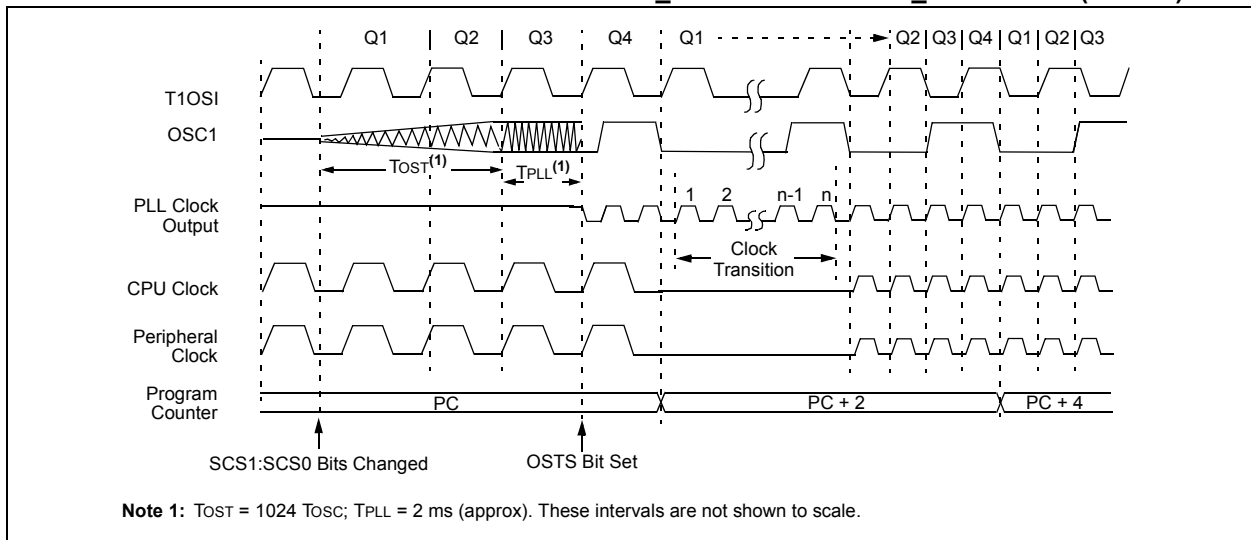 Q1 Q2 Q3 Q4 Q1 Q2 Q3 Q4 Q1 Q2 Q3
T1OSI
OSC1
TOST(1)
TPLL(1)
1 2 n-1 n
PLL Clock
Output
Clock
Transition
CPU Clock
Peripheral
Clock
Program
Counter
PC PC + 2 PC + 4
SCS1:SCS0 Bits Changed
OSTS Bit Set
Note 1: TOST = 1024 TOSC; TPLL = 2 ms (approx). These intervals are not shown to scale.